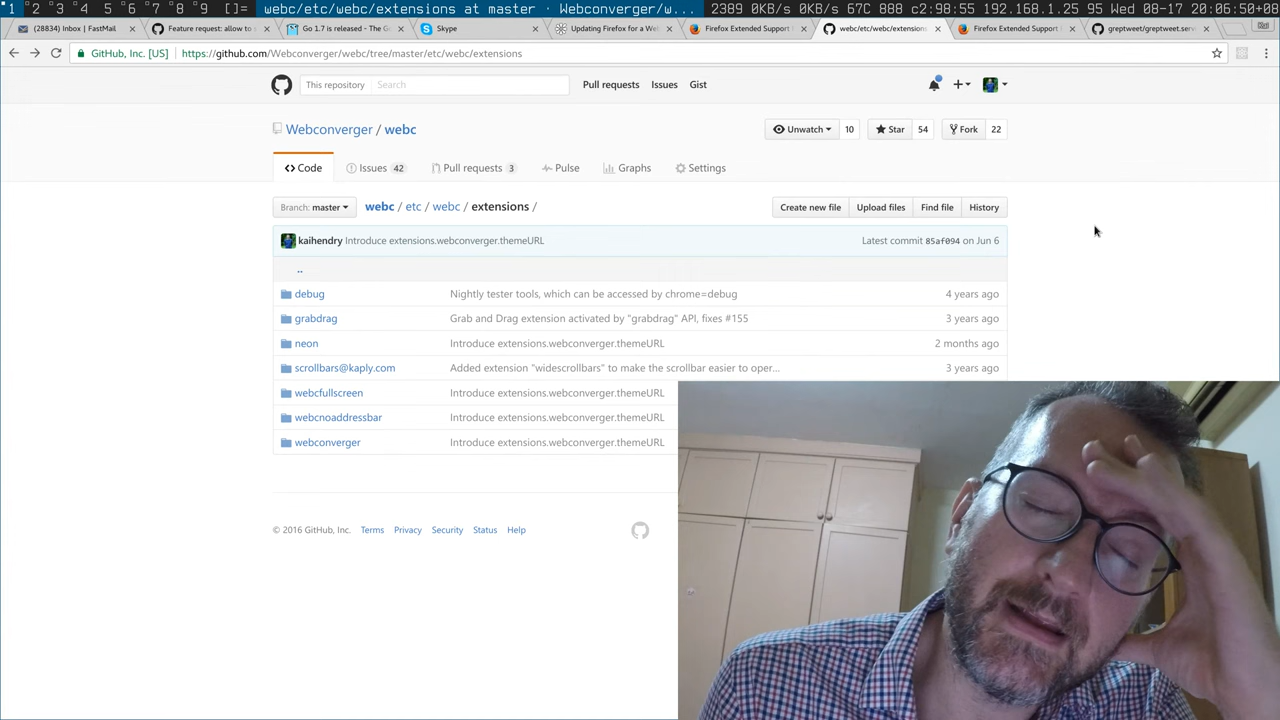 1 2 3 4 5 6 7 8 9 []= webc/etc/webc/extensions at master · Webconverger/w... 2389 0KB/s 0KB/s 67C 888 c2:98:55 192.168.1.25 95 Wed 08-17 20:06:50+08
(28834) Inbox | FastMail Feature request: allow to s Go 1.7 is released - The Go Skype Updating Firefox for a We Firefox Extended Support webc/etc/webc/extensions Firefox Extended Support greptweet/greptweet.serv Kai
GitHub, Inc. [US] https://github.com/Webconverger/webc/tree/master/etc/webc/extensions
This repository Search Pull requests Issues Gist
Webconverger / webc Unwatch 10 Star 54 Fork 22
Code Issues 42 Pull requests 3 Pulse Graphs Settings
Branch: master webc / etc / webc / extensions / Create new file Upload files Find file History
kaihendry Introduce extensions.webconverger.themeURL Latest commit 85af094 on Jun 6
..
debug Nightly tester tools, which can be accessed by chrome=debug 4 years ago
grabdrag Grab and Drag extension activated by "grabdrag" API, fixes #155 3 years ago
neon Introduce extensions.webconverger.themeURL 2 months ago
scrollbars@kaply.com Added extension "widescrollbars" to make the scrollbar easier to oper... 3 years ago
webcfullscreen Introduce extensions.webconverger.themeURL
webcnoaddressbar Introduce extensions.webconverger.themeURL
webconverger Introduce extensions.webconverger.themeURL
© 2016 GitHub, Inc. Terms Privacy Security Status Help